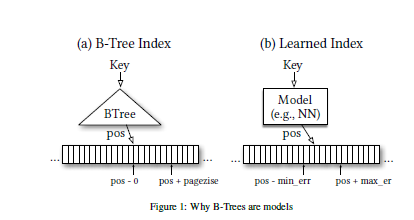 (a) B-Tree Index
(b) Learned Index
Key
Key
BTree
Model
(e.g., NN)
pos
pos
...
...
...
...
pos - 0
pos + pagezise
pos - min_err
pos + max_er
Figure 1: Why B-Trees are models